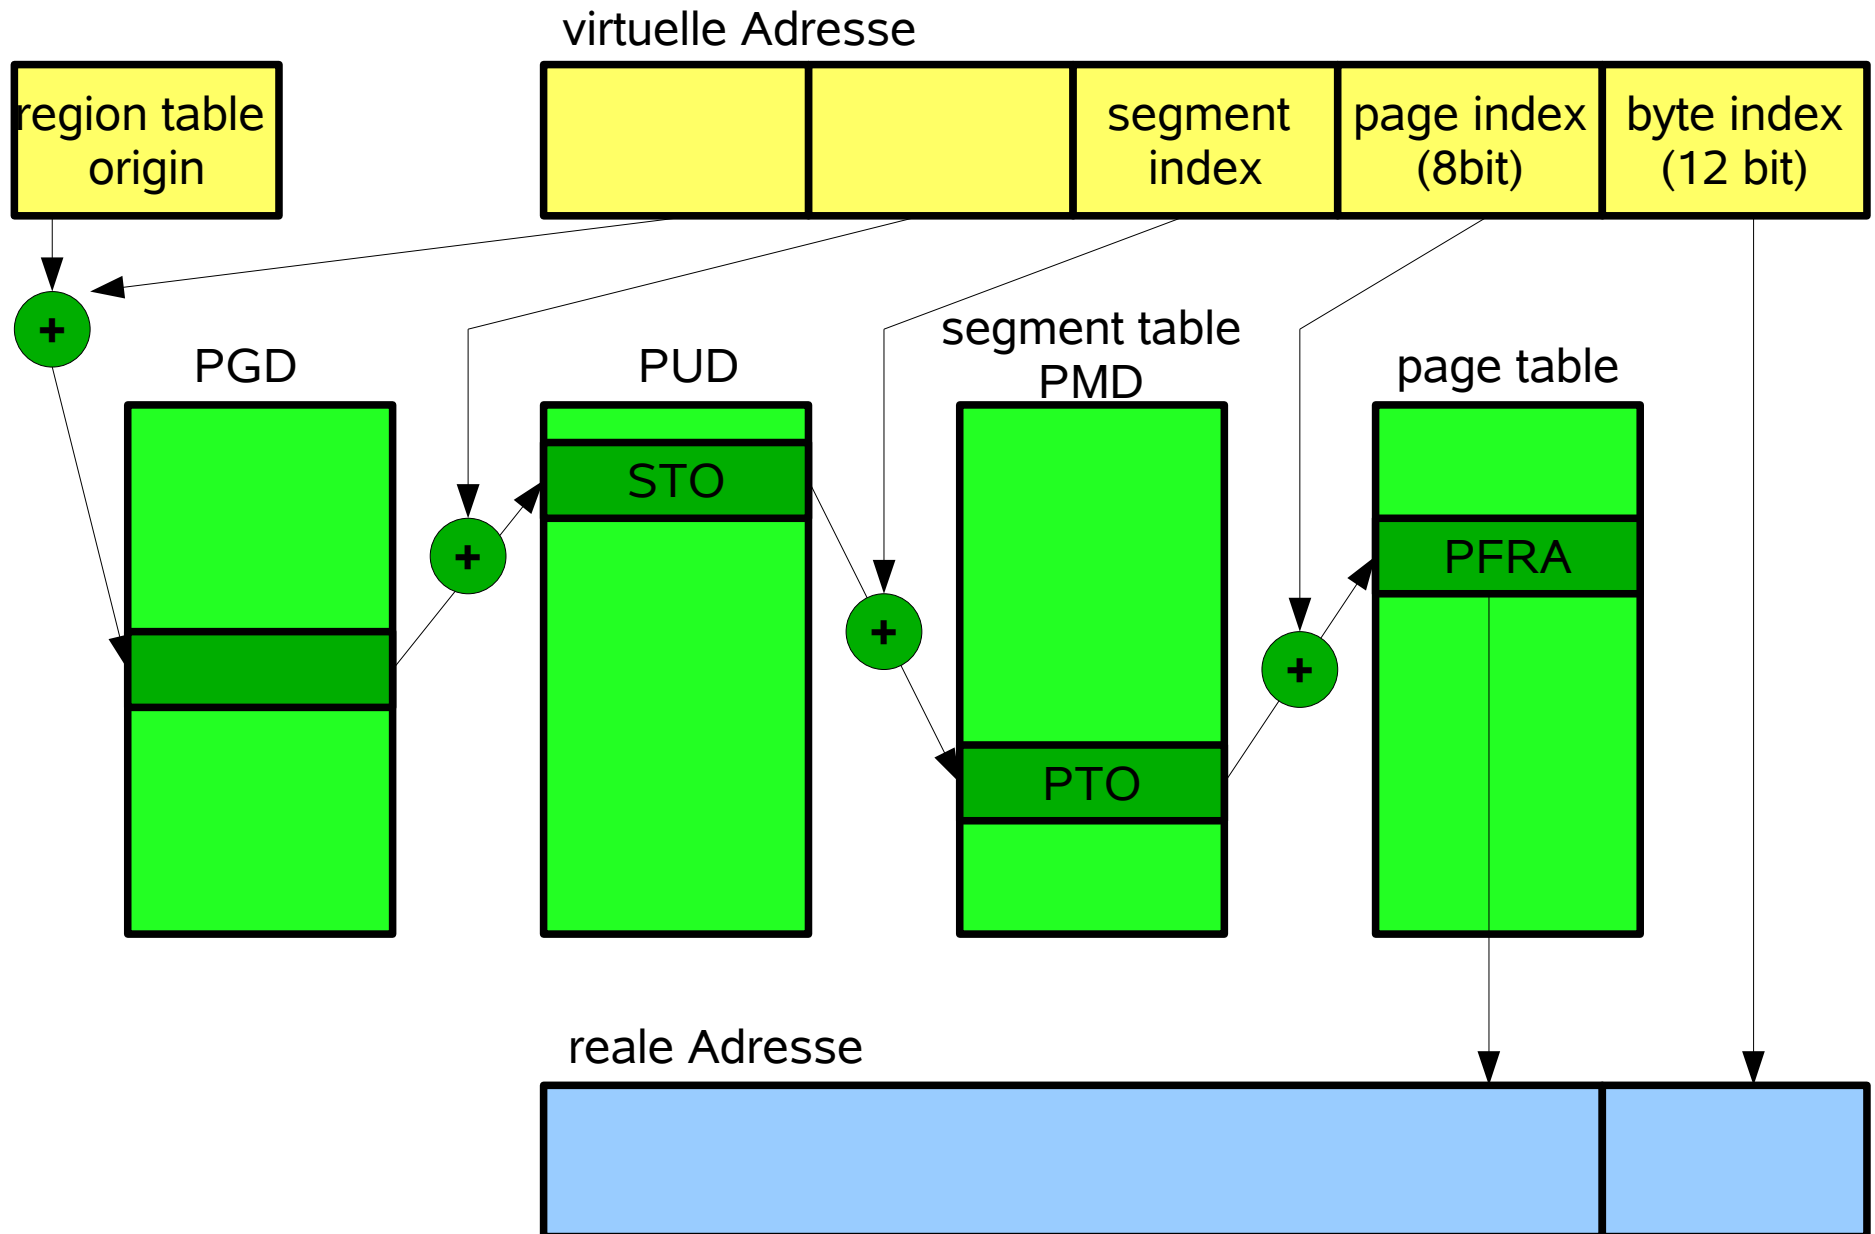 virtuelle Adresse
region table
origin
segment
index
page index
(8bit)
byte index
(12 bit)
+
PGD
PUD
segment table
PMD
page table
STO
+
PFRA
+
+
PTO
reale Adresse